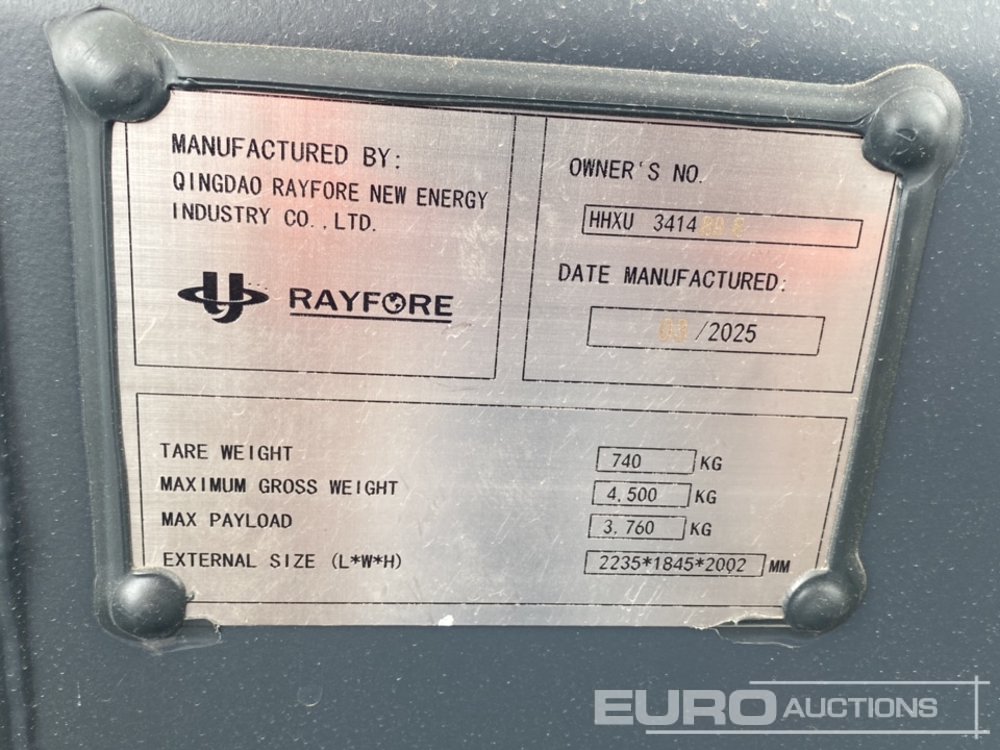 MANUFACTURED BY:
QINGDAO RAYFORE NEW ENERGY
INDUSTRY CO.,LTD.
RAYFORE
OWNER'S NO.
HHXU 3414
DATE MANUFACTURED:
/2025
TARE WEIGHT 740 KG
MAXIMUM GROSS WEIGHT 4,500 KG
MAX PAYLOAD 3,760 KG
EXTERNAL SIZE (L*W*H) 2235*1845*2002 MM
EURO AUCTIONS